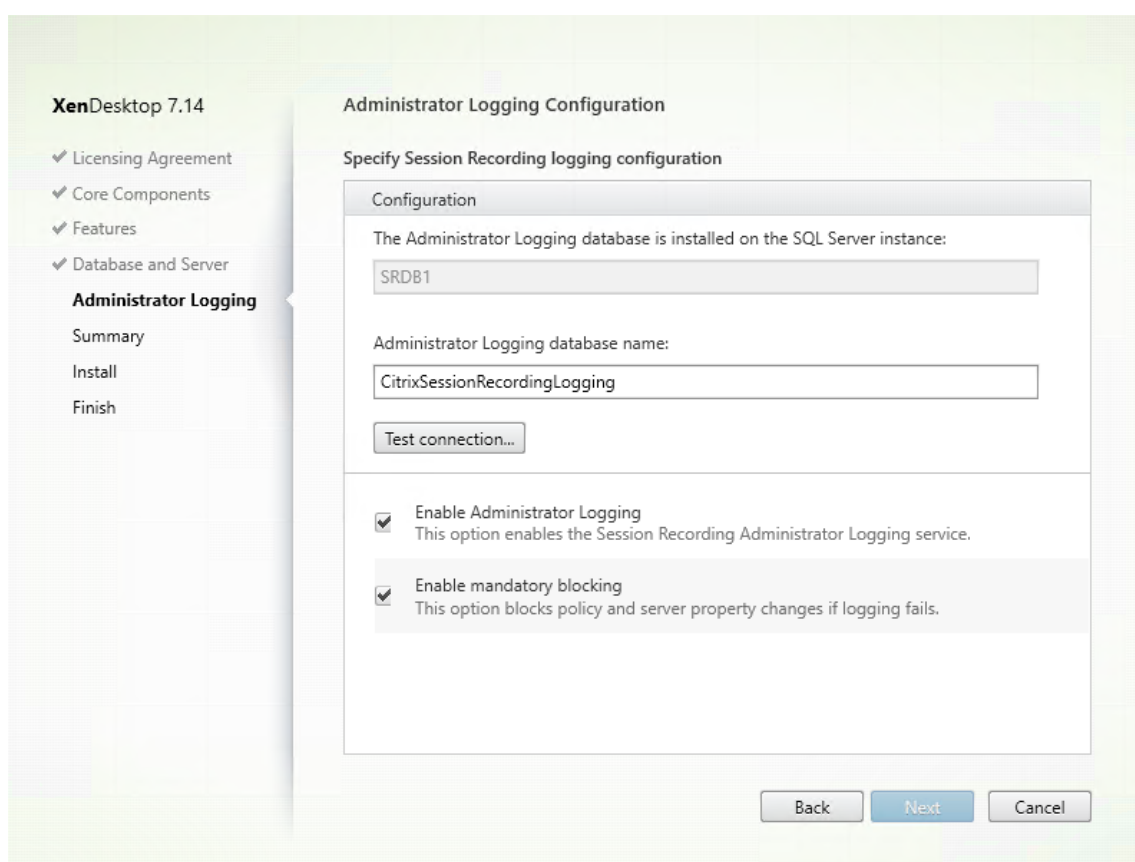 XenDesktop 7.14
Licensing Agreement
Core Components
Features
Database and Server
Administrator Logging
Summary
Install
Finish
Administrator Logging Configuration
Specify Session Recording logging configuration
Configuration
The Administrator Logging database is installed on the SQL Server instance:
SRDB1
Administrator Logging database name:
CitrixSessionRecordingLogging
Test connection...
Enable Administrator Logging
This option enables the Session Recording Administrator Logging service.
Enable mandatory blocking
This option blocks policy and server property changes if logging fails.
Back
Next
Cancel